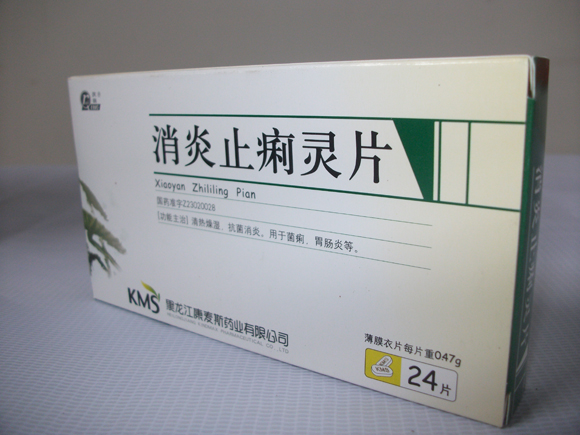 消炎止痢灵片
Xiaoyan Zhililing Pian
国药准字Z23020028
[功能主治] 清热燥湿、抗菌消炎。用于菌痢、胃肠炎等。
KMS 黑龙江康麦斯药业有限公司
薄膜衣片每片重0.47g
KMS 24片